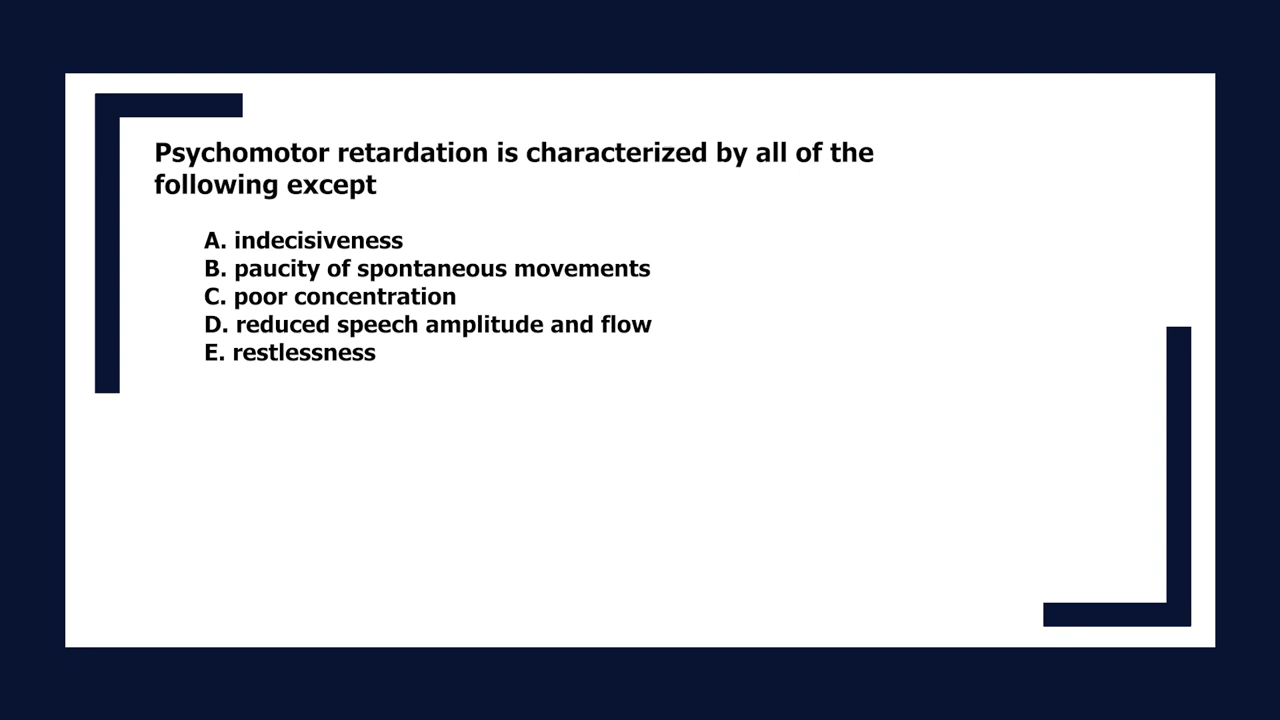 Psychomotor retardation is characterized by all of the
following except
A. indecisiveness
B. paucity of spontaneous movements
C. poor concentration
D. reduced speech amplitude and flow
E. restlessness